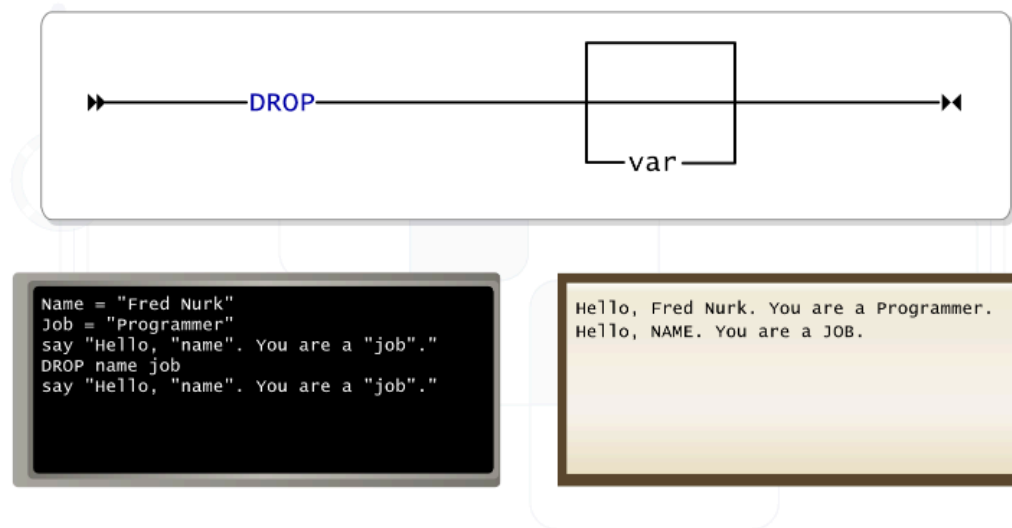 DROP
var
Name = "Fred Nurk"
Job = "Programmer"
say "Hello, "name". You are a "job"."
DROP name job
say "Hello, "name". You are a "job"."
Hello, Fred Nurk. You are a Programmer.
Hello, NAME. You are a JOB.